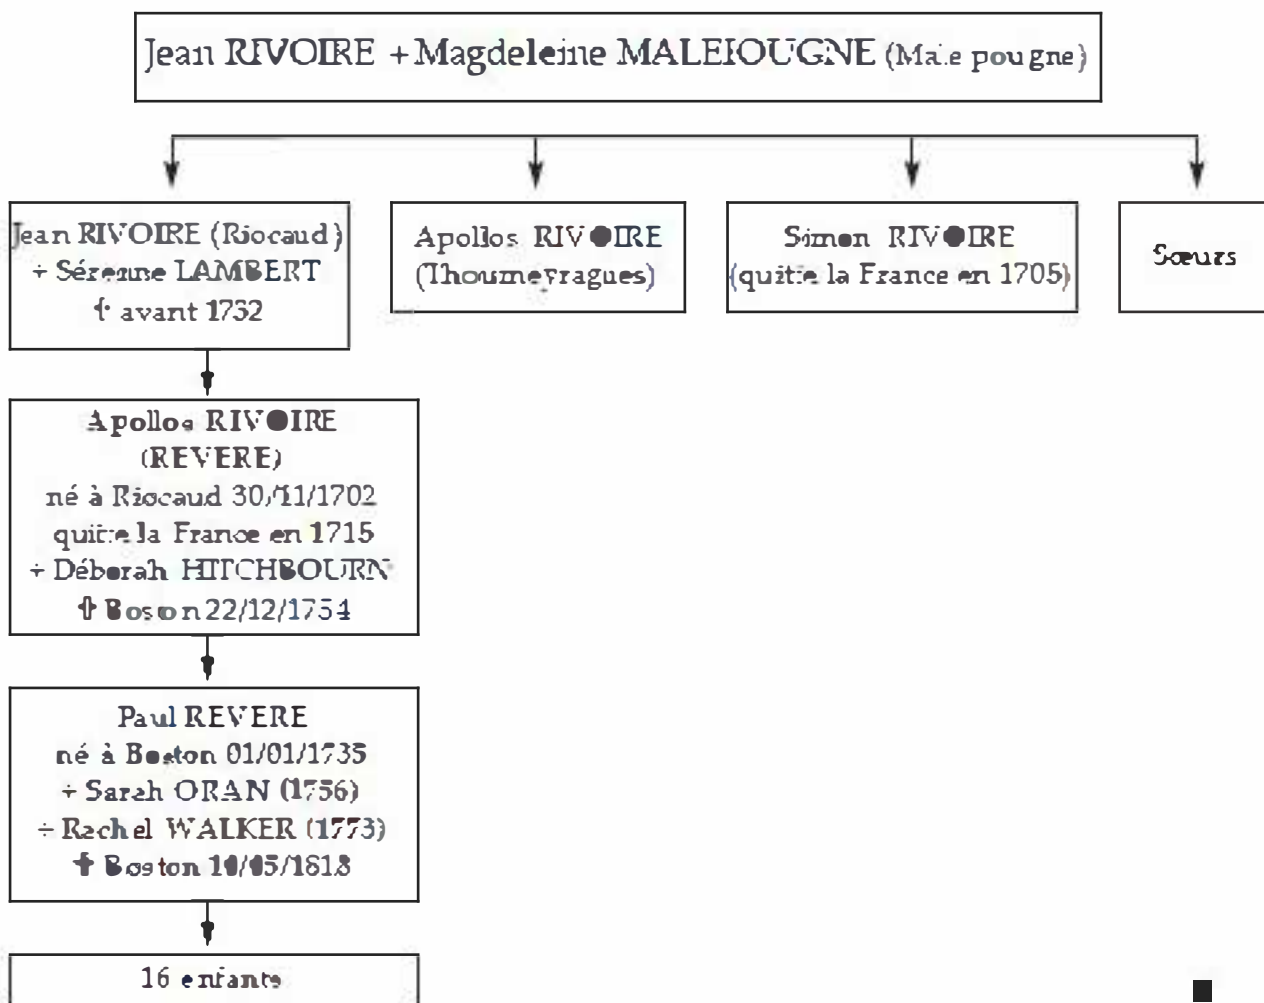 Jean RIVOIRE + Magdeleine MALEPOUGNE (Male pougne)
Jean RIVOIRE (Riocaud)
+ Sérenne LAMBERT
† avant 1732
Apollos RIVOIRE
(Thoumeyragues)
Simon RIVOIRE
(quitte la France en 1705)
Sœurs
Apollos RIVOIRE
(REVERE)
né à Riocaud 30/11/1702
quitte la France en 1715
+ Déborah HITCHBOURN
† Boston 22/12/1754
Paul REVERE
né à Boston 01/01/1735
+ Sarah ORAN (1756)
+ Rachel WALKER (1773)
† Boston 10/05/1818
16 enfants